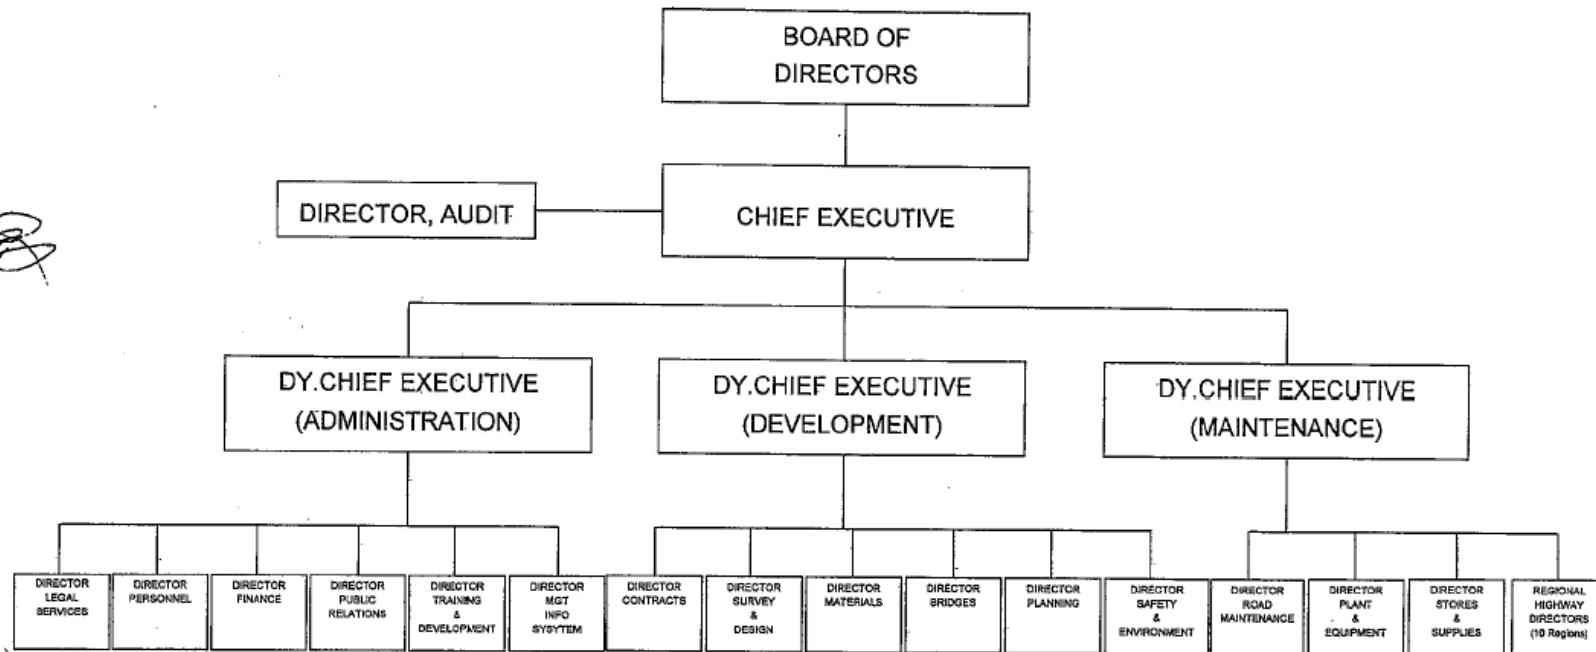 BOARD OF
DIRECTORS
DIRECTOR, AUDIT
CHIEF EXECUTIVE
DY.CHIEF EXECUTIVE
(ADMINISTRATION)
DY.CHIEF EXECUTIVE
(DEVELOPMENT)
DY.CHIEF EXECUTIVE
(MAINTENANCE)
DIRECTOR
LEGAL
SERVICES
DIRECTOR
PERSONNEL
DIRECTOR
FINANCE
DIRECTOR
PUBLIC
RELATIONS
DIRECTOR
TRAINING
&
DEVELOPMENT
DIRECTOR
MGT
INFO
SYSYTEM
DIRECTOR
CONTRACTS
DIRECTOR
SURVEY
&
DESIGN
DIRECTOR
MATERIALS
DIRECTOR
BRIDGES
DIRECTOR
PLANNING
DIRECTOR
SAFETY
&
ENVIRONMENT
DIRECTOR
ROAD
MAINTENANCE
DIRECTOR
PLANT
&
EQUIPMENT
DIRECTOR
STORES
&
SUPPLIES
REGIONAL
HIGHWAY
DIRECTORS
(10 Regions)